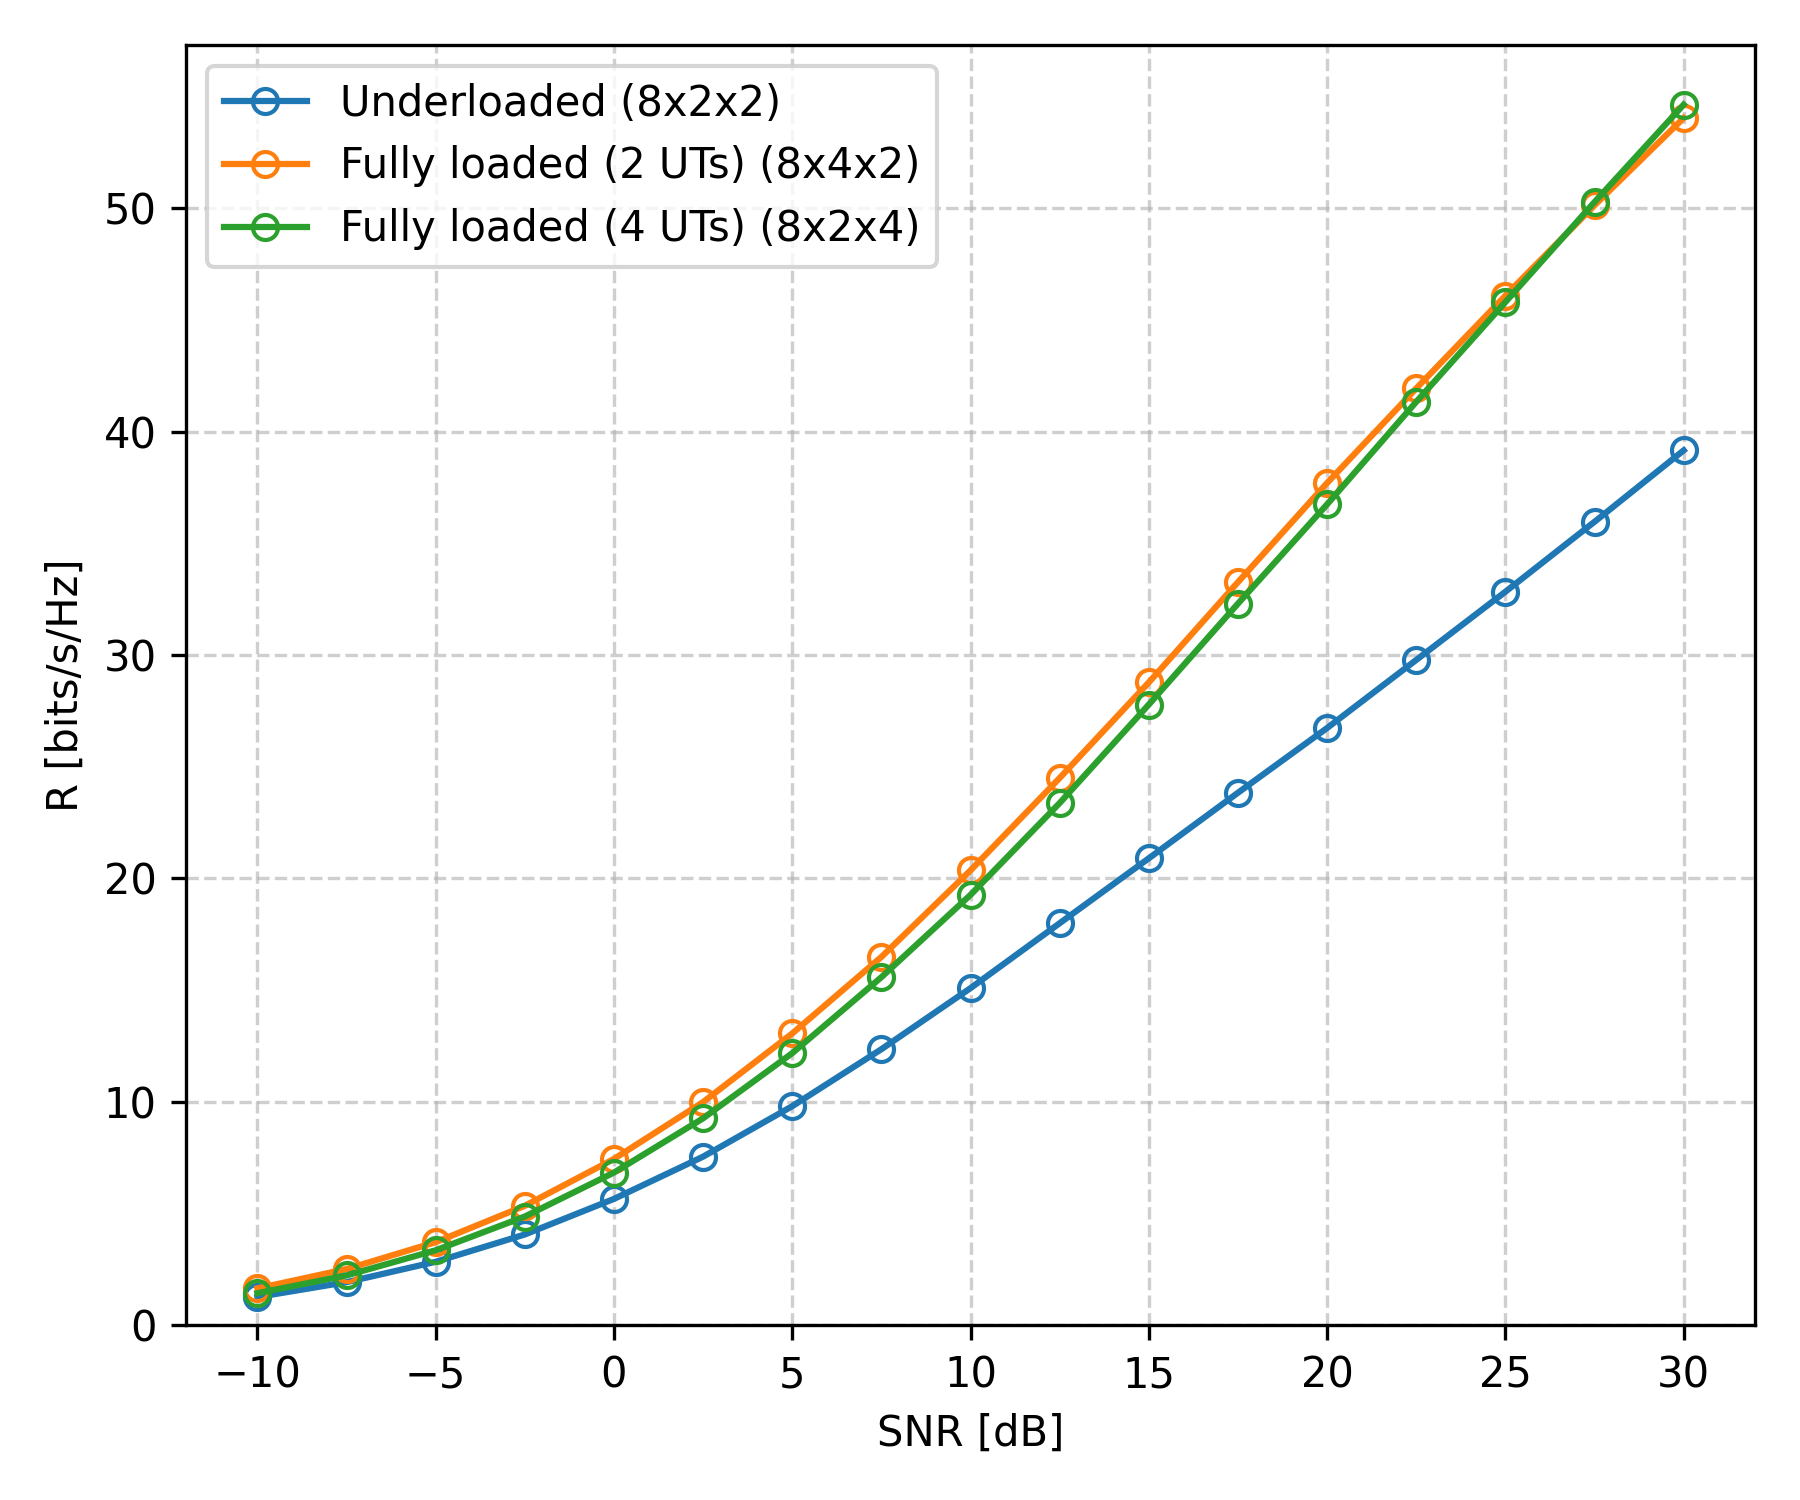 Underloaded (8x2x2)
Fully loaded (2 UTs) (8x4x2)
Fully loaded (4 UTs) (8x2x4)
50
40
30
20
10
0
R [bits/s/Hz]
−10 −5 0 5 10 15 20 25 30
SNR [dB]